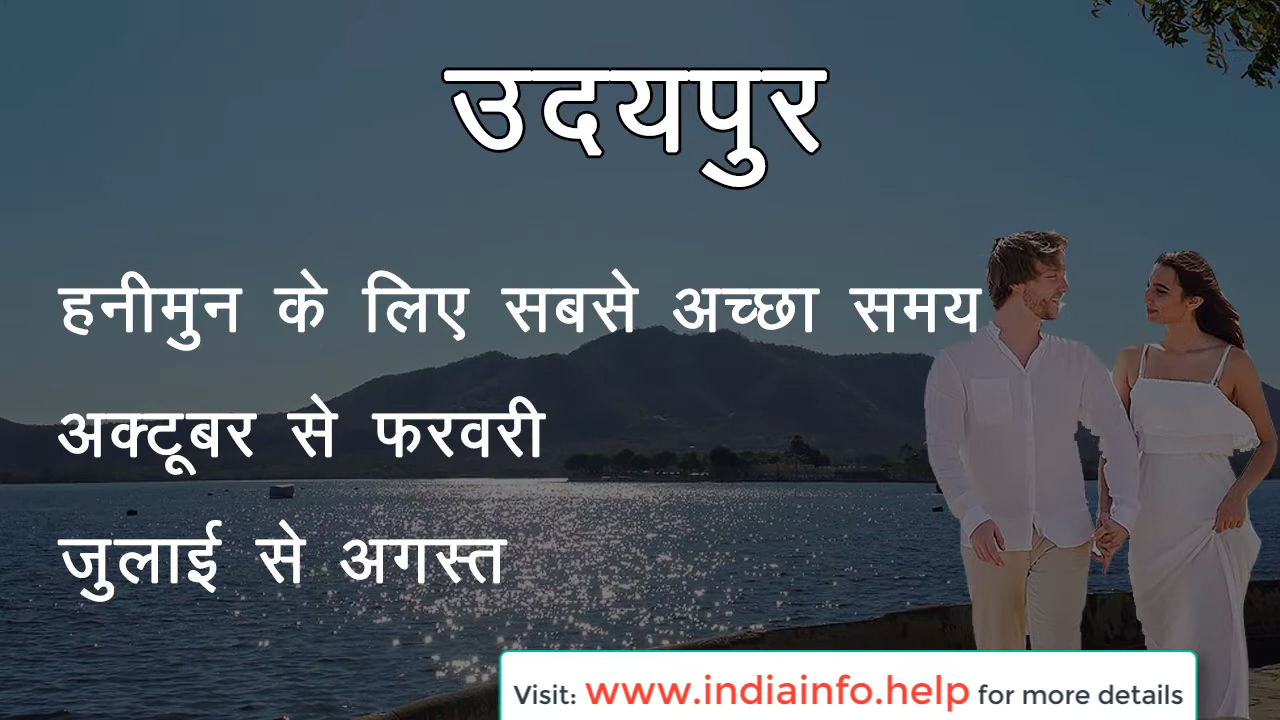 उदयपुर
हनीमुन के लिए सबसे अच्छा समय
अक्टूबर से फरवरी
जुलाई से अगस्त
Visit: www.indiainfo.help for more details